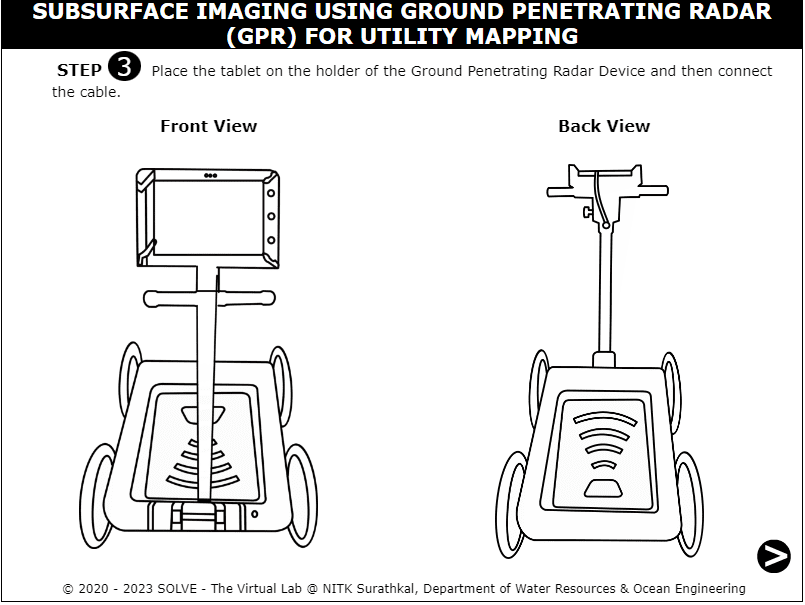 SUBSURFACE IMAGING USING GROUND PENETRATING RADAR
(GPR) FOR UTILITY MAPPING
STEP 3 Place the tablet on the holder of the Ground Penetrating Radar Device and then connect
the cable.
Front View
Back View
© 2020 - 2023 SOLVE - The Virtual Lab @ NITK Surathkal, Department of Water Resources & Ocean Engineering